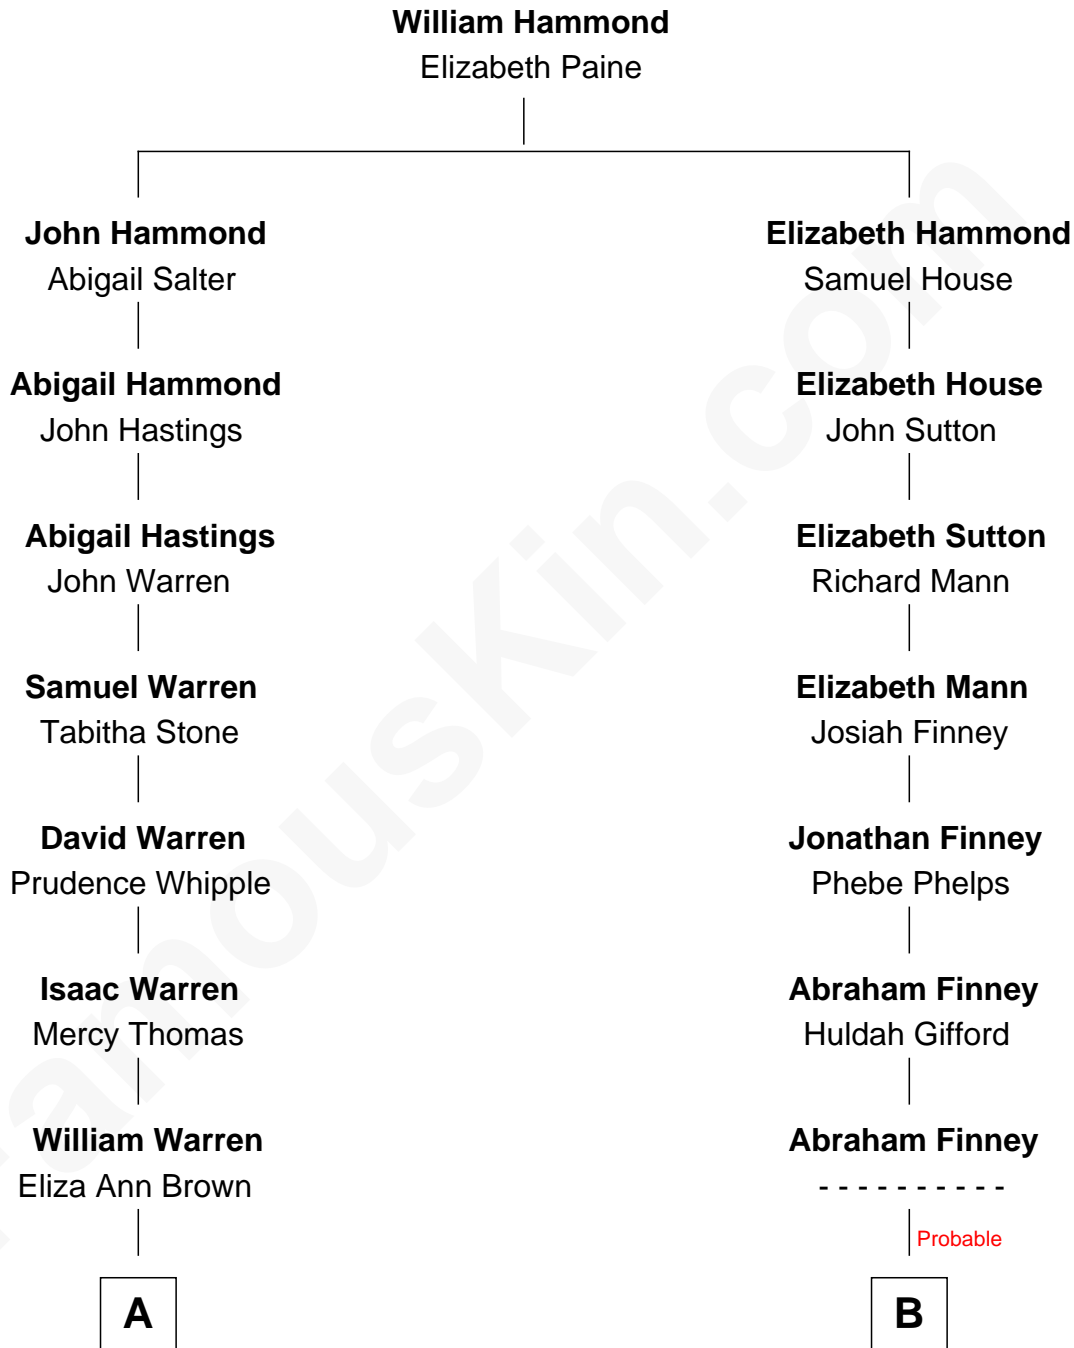 William Hammond
Elizabeth Paine
John Hammond
Abigail Salter
Abigail Hammond
John Hastings
Abigail Hastings
John Warren
Samuel Warren
Tabitha Stone
David Warren
Prudence Whipple
Isaac Warren
Mercy Thomas
William Warren
Eliza Ann Brown
A
Elizabeth Hammond
Samuel House
Elizabeth House
John Sutton
Elizabeth Sutton
Richard Mann
Elizabeth Mann
Josiah Finney
Jonathan Finney
Phebe Phelps
Abraham Finney
Huldah Gifford
Abraham Finney
- - - - - - - - - -
Probable
B
FamousKin.com